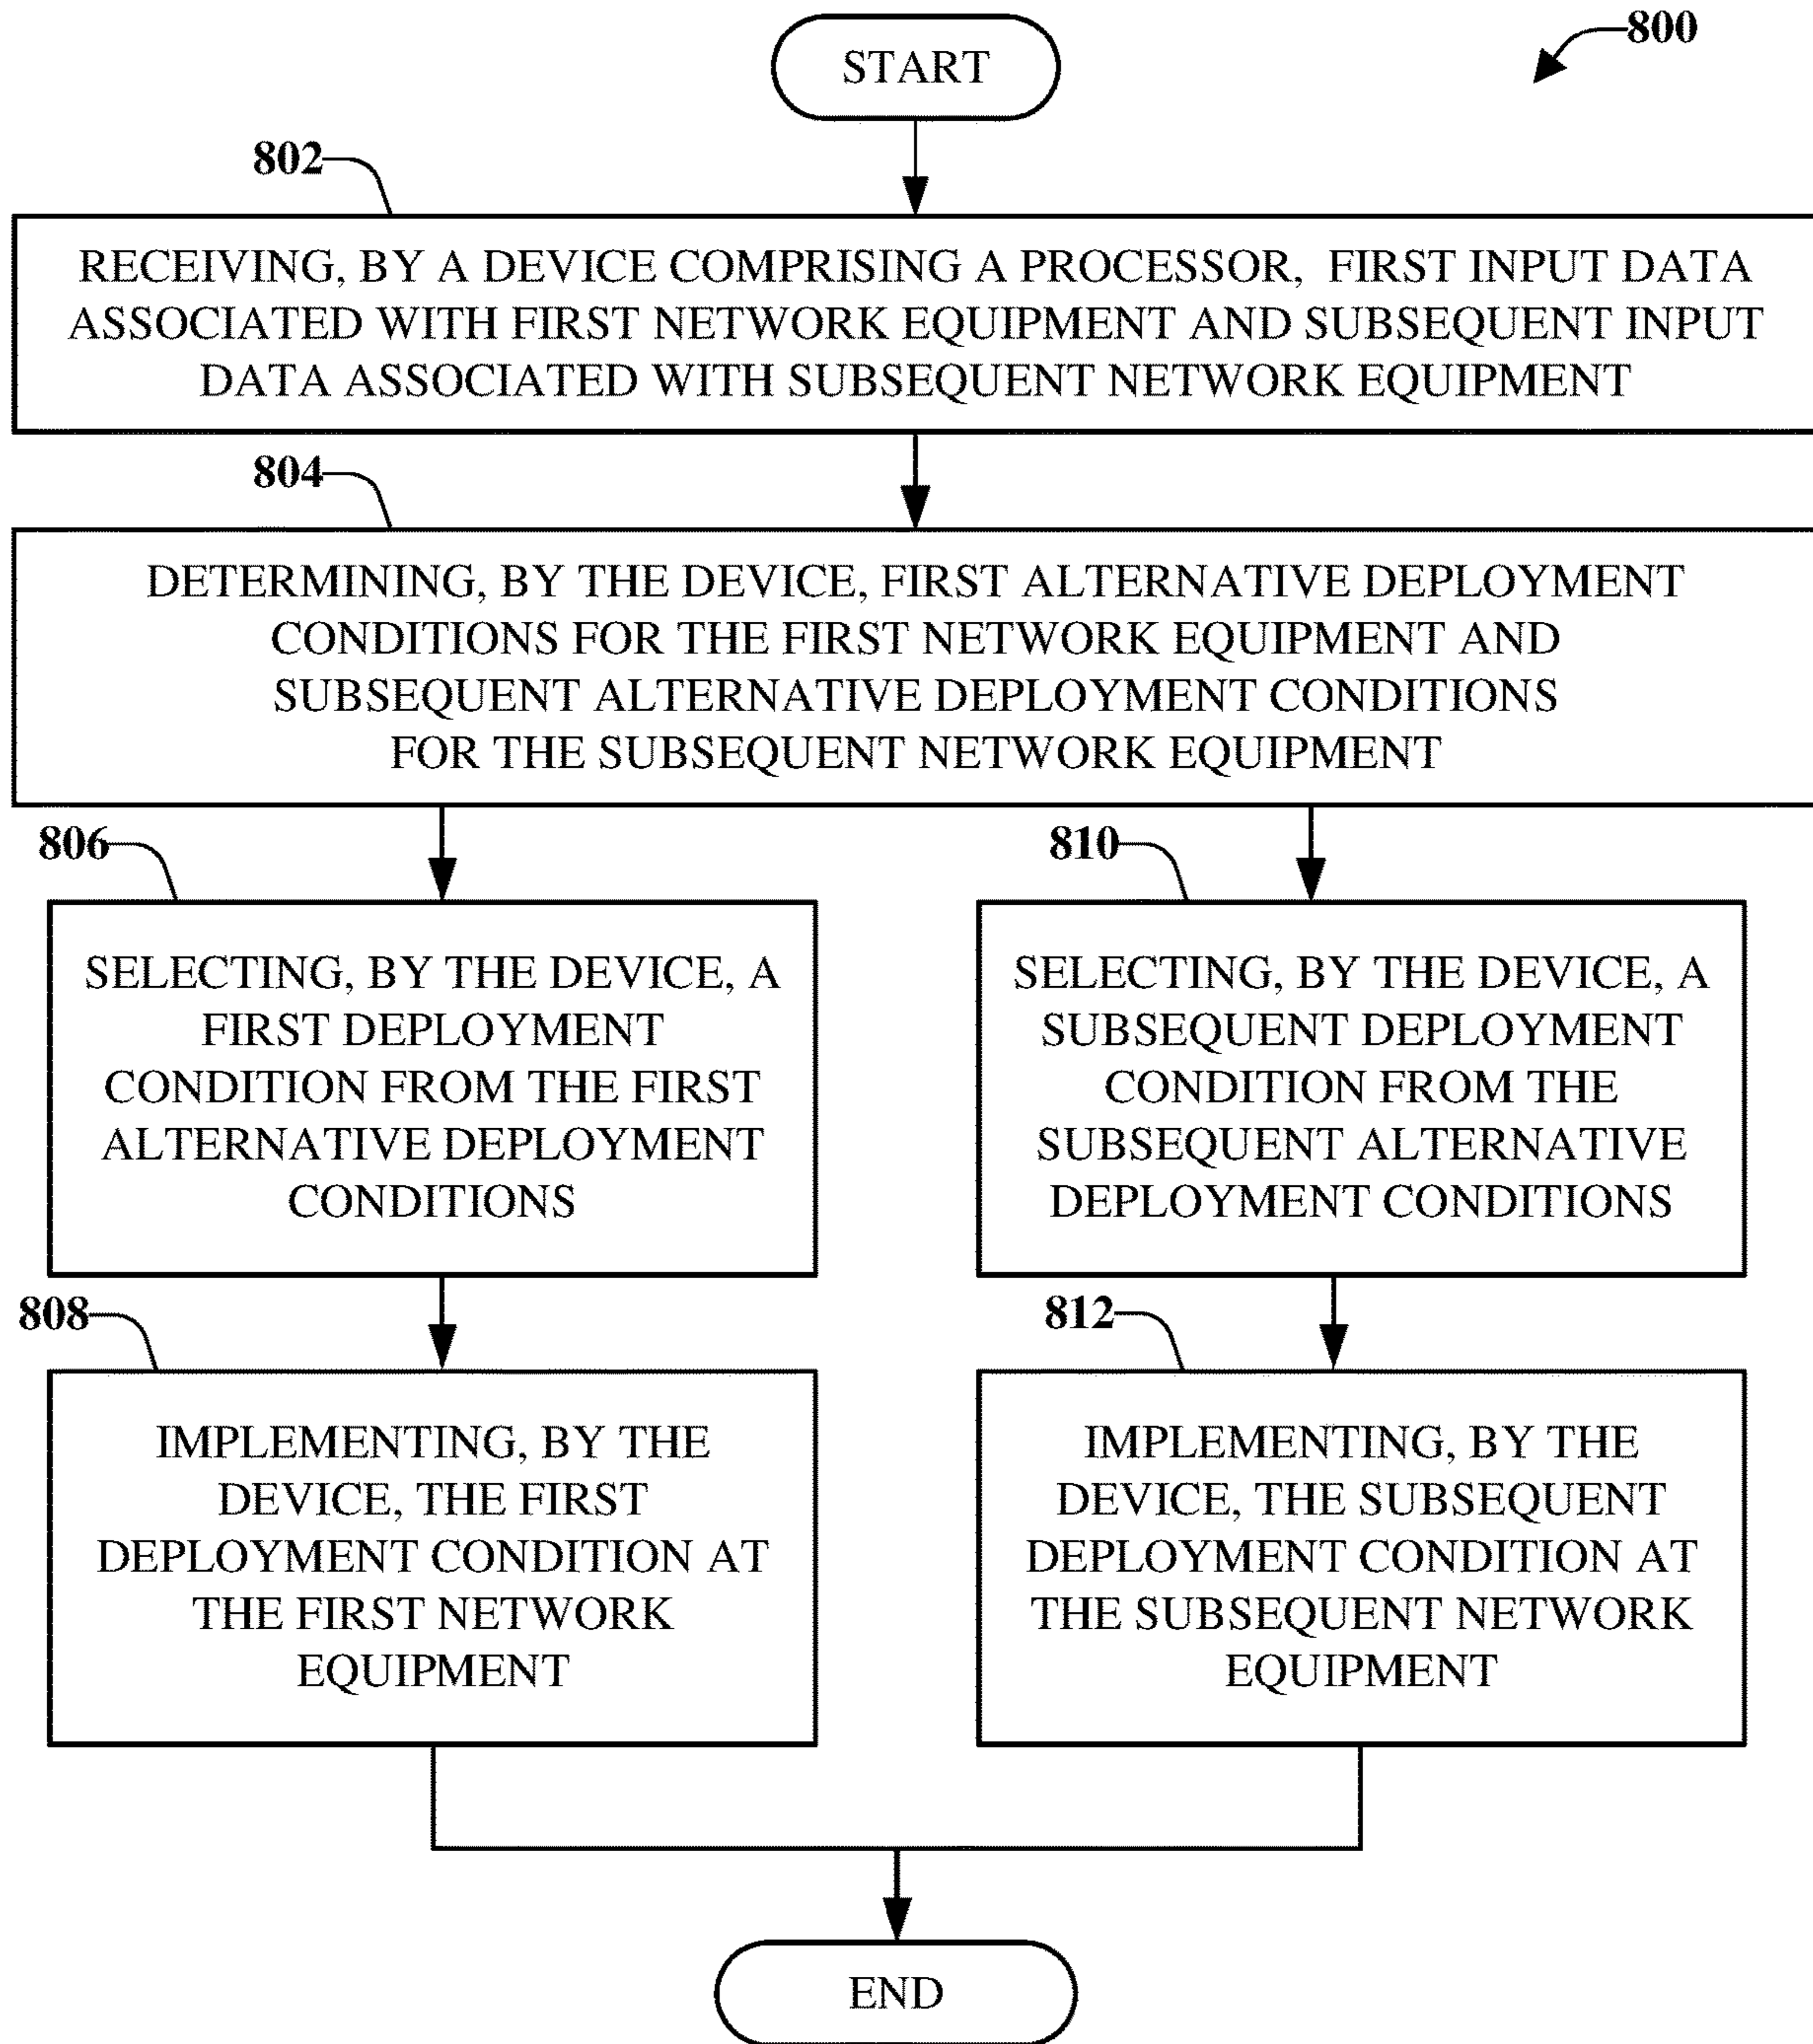 START
800
802
RECEIVING, BY A DEVICE COMPRISING A PROCESSOR, FIRST INPUT DATA
ASSOCIATED WITH FIRST NETWORK EQUIPMENT AND SUBSEQUENT INPUT
DATA ASSOCIATED WITH SUBSEQUENT NETWORK EQUIPMENT
804
DETERMINING, BY THE DEVICE, FIRST ALTERNATIVE DEPLOYMENT
CONDITIONS FOR THE FIRST NETWORK EQUIPMENT AND
SUBSEQUENT ALTERNATIVE DEPLOYMENT CONDITIONS
FOR THE SUBSEQUENT NETWORK EQUIPMENT
806
SELECTING, BY THE DEVICE, A
FIRST DEPLOYMENT
CONDITION FROM THE FIRST
ALTERNATIVE DEPLOYMENT
CONDITIONS
808
IMPLEMENTING, BY THE
DEVICE, THE FIRST
DEPLOYMENT CONDITION AT
THE FIRST NETWORK
EQUIPMENT
810
SELECTING, BY THE DEVICE, A
SUBSEQUENT DEPLOYMENT
CONDITION FROM THE
SUBSEQUENT ALTERNATIVE
DEPLOYMENT CONDITIONS
812
IMPLEMENTING, BY THE
DEVICE, THE SUBSEQUENT
DEPLOYMENT CONDITION AT
THE SUBSEQUENT NETWORK
EQUIPMENT
END